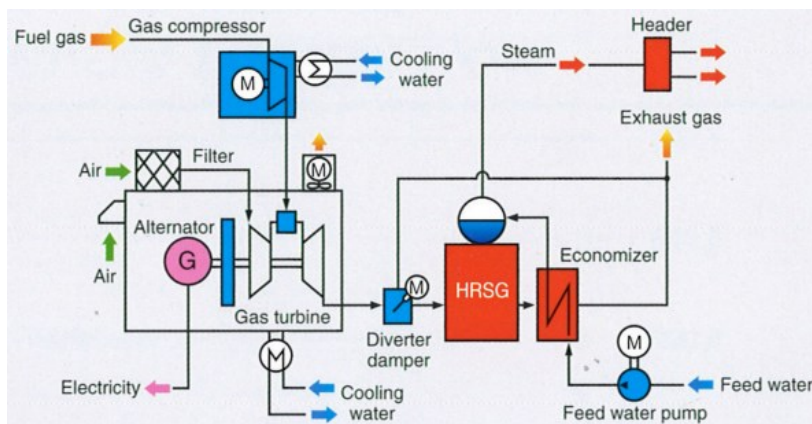 Gas compressor
Fuel gas
M
Cooling
water
Steam
Header
Exhaust gas
Air
Filter
M
Alternator
G
Air
Gas turbine
M
Diverter
damper
HRSG
Economizer
M
Electricity
M
Cooling
water
Feed water
Feed water pump